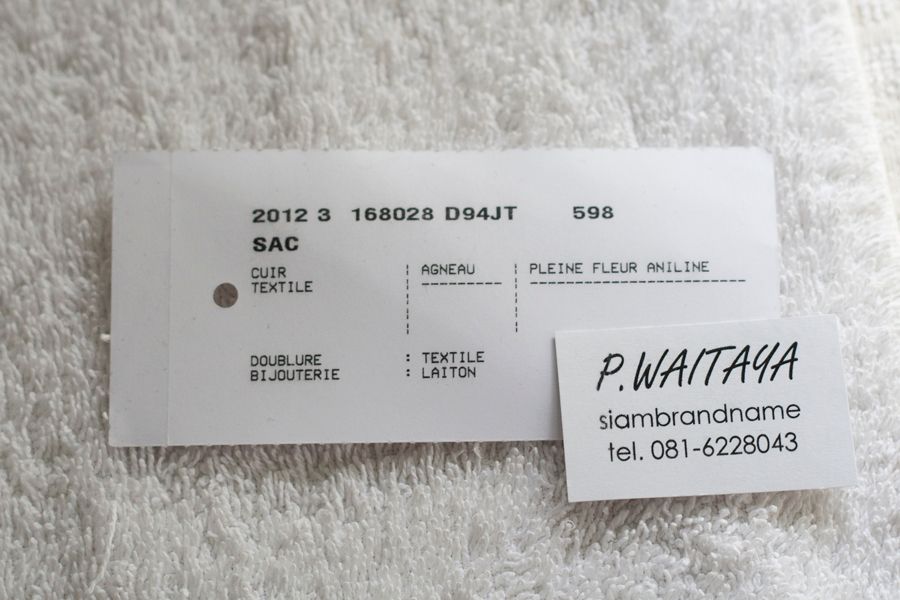 2012 3 168028 D94JT 598
SAC
CUIR AGNEAU PLEINE FLEUR ANILINE
TEXTILE
DOUBLURE : TEXTILE
BIJOUTERIE : LAITON
P.WAITAYA
siambrandname
tel. 081-6228043